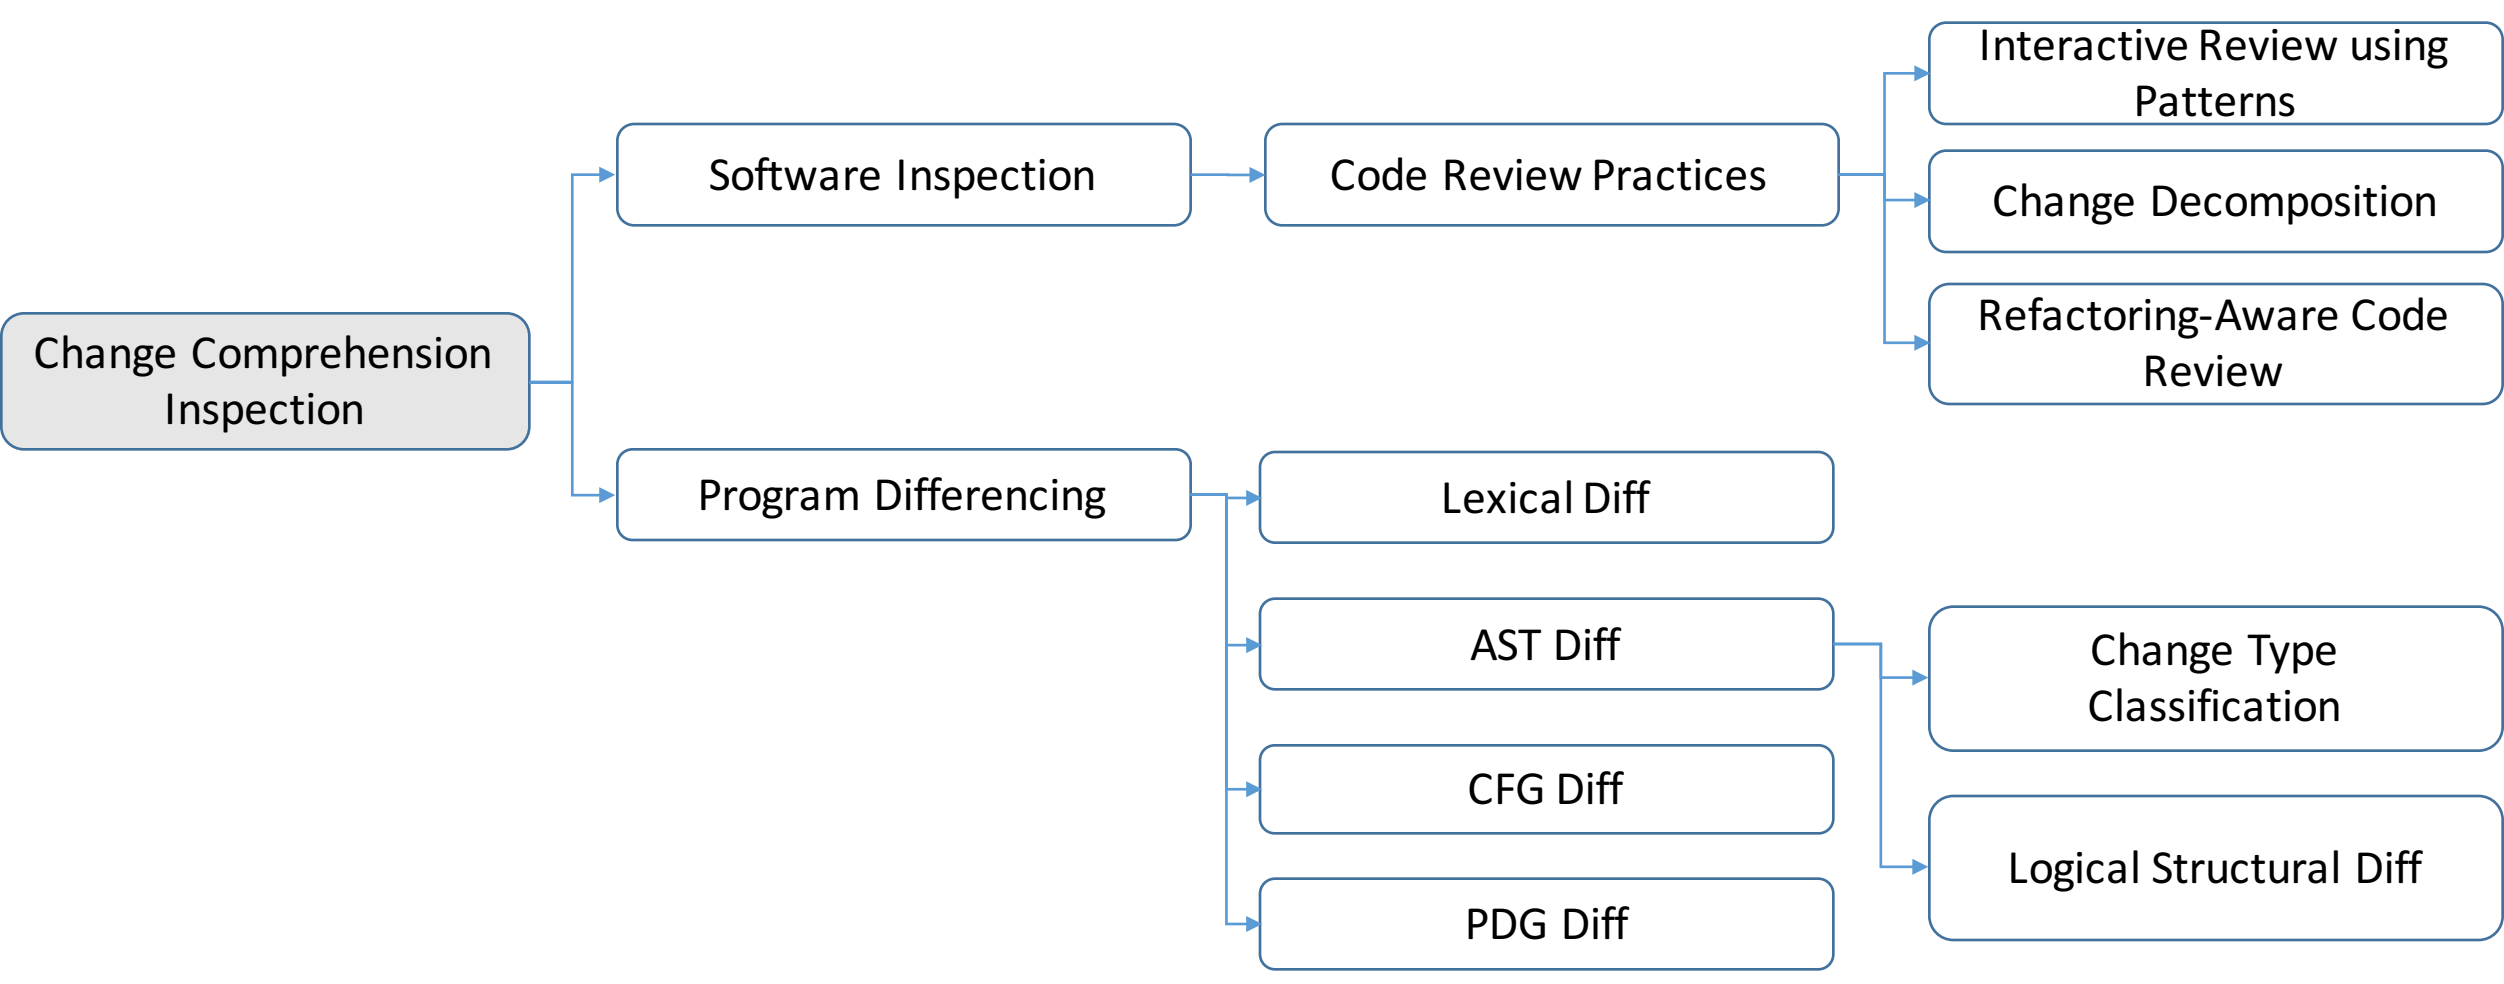 Change Comprehension
Inspection
Software Inspection
Code Review Practices
Interactive Review using
Patterns
Change Decomposition
Refactoring-Aware Code
Review
Program Differencing
Lexical Diff
AST Diff
CFG Diff
PDG Diff
Change Type
Classification
Logical Structural Diff